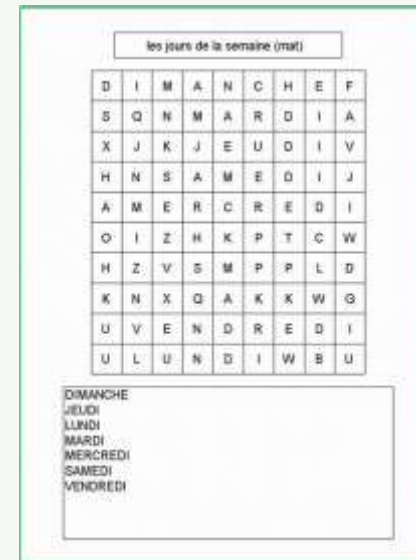 les jours de la semaine (mat)
D I M A N C H E F
S Q N M A R D I A
X J K J E U D I V
H N S A M E D I J
A M E R C R E D I
O I Z H K P T C W
H Z V S M P P L D
K N X Q A K K W G
U V E N D R E D I
U L U N D I W B U
DIMANCHE
JEUDI
LUNDI
MARDI
MERCREDI
SAMEDI
VENDREDI